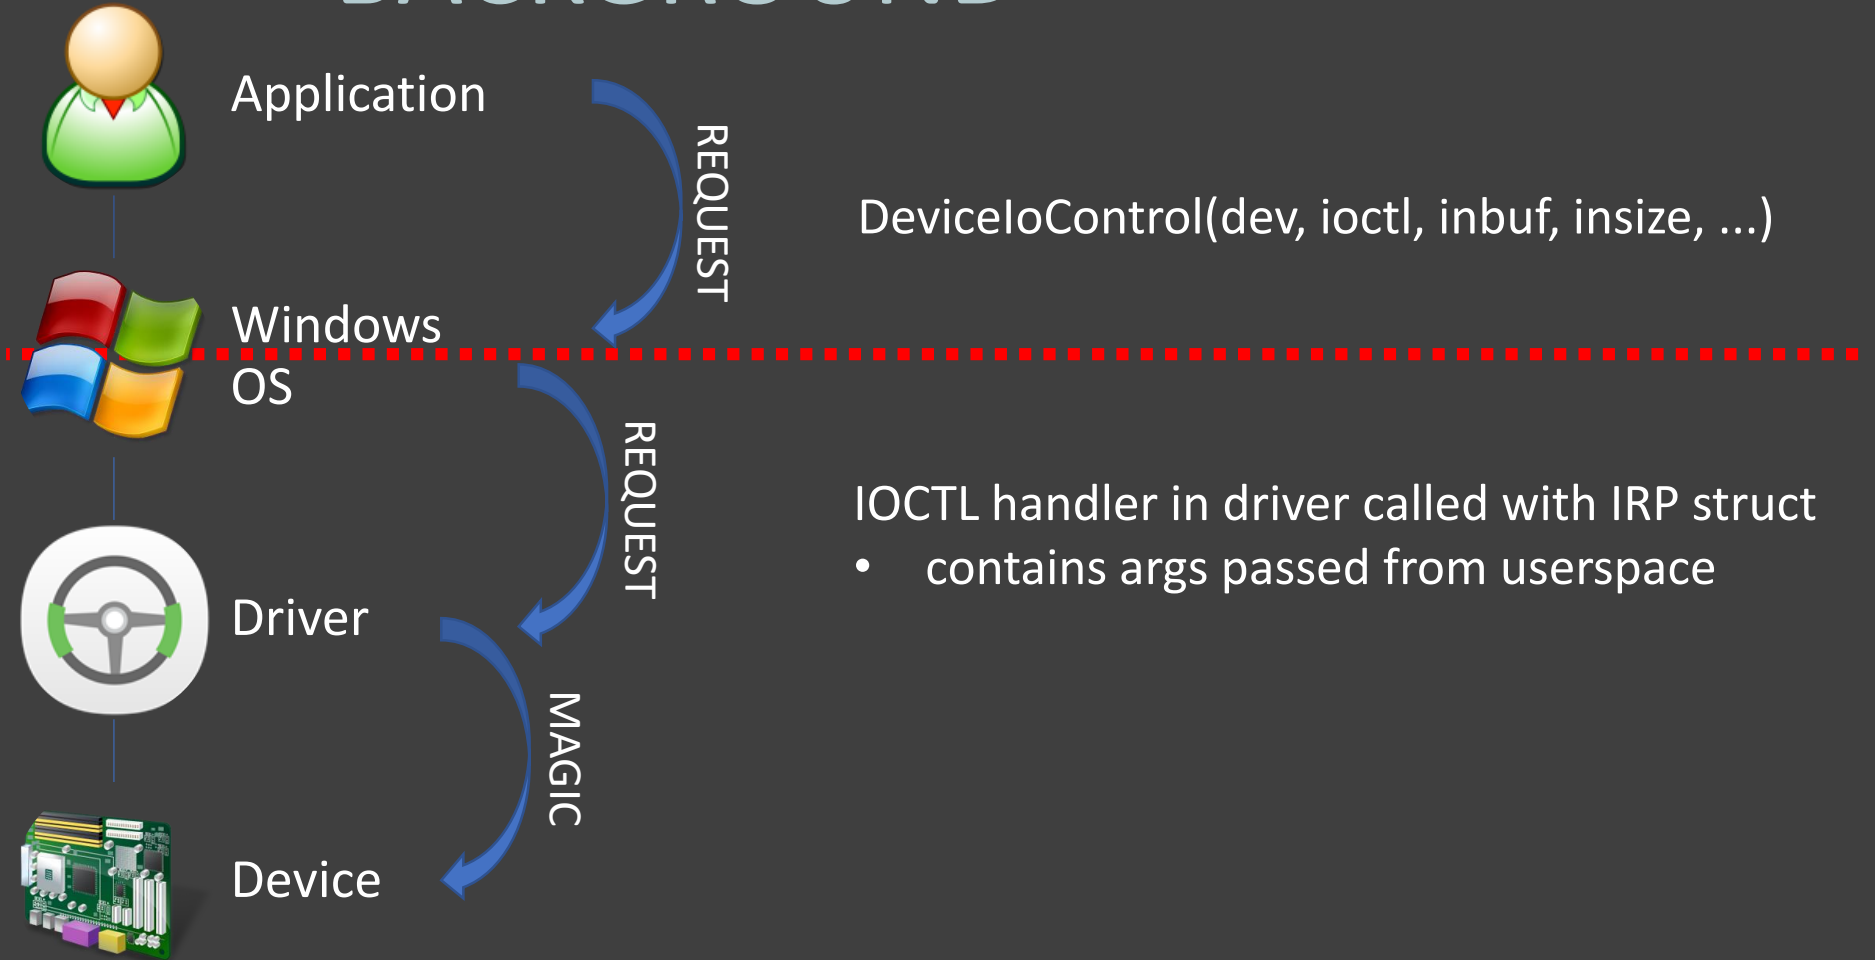 BACKGROUND
Application
REQUEST
DeviceIoControl(dev, ioctl, inbuf, insize, ...)
Windows
OS
REQUEST
IOCTL handler in driver called with IRP struct
• contains args passed from userspace
Driver
MAGIC
Device